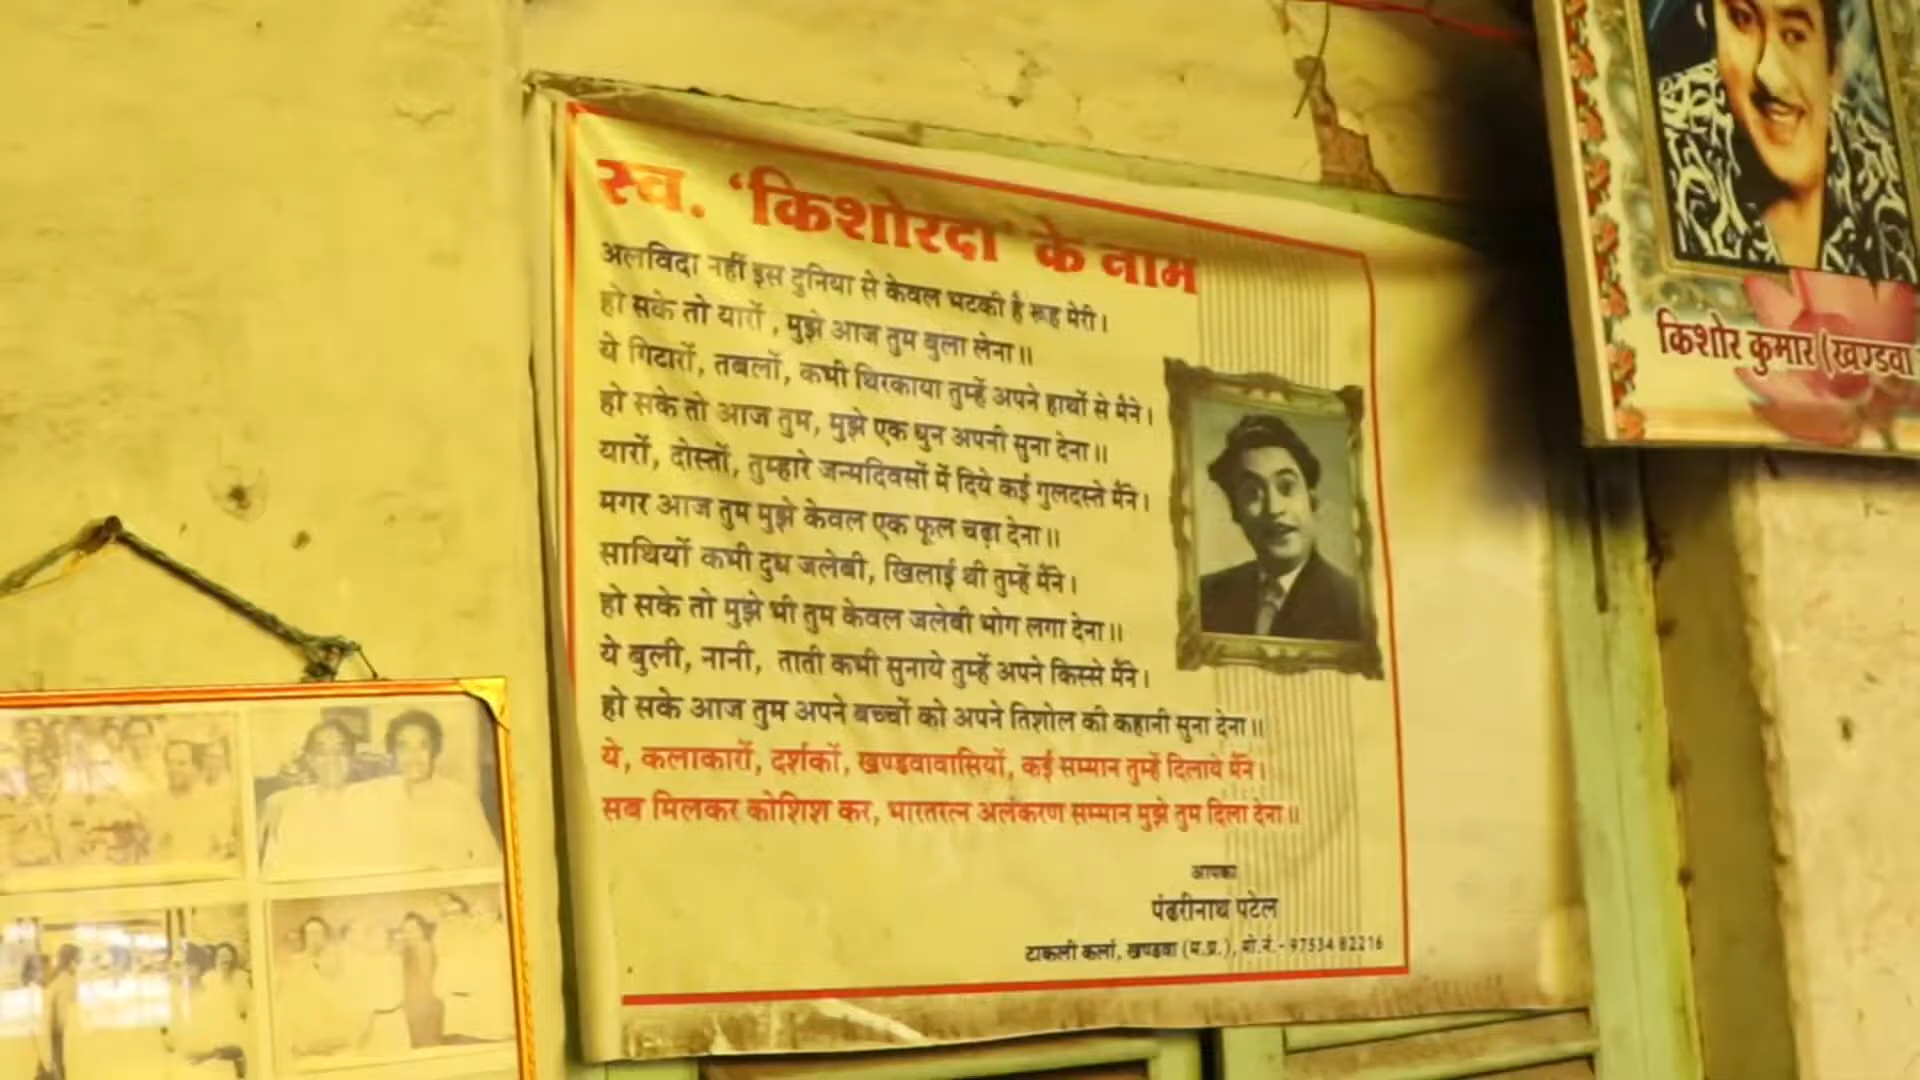 स्व. ‘किशोरदा’ के नाम
अलविदा नहीं इस दुनिया से केवल भटकी है रूह मेरी।
हो सके तो यारों , मुझे आज तुम बुला लेना॥
ये गिटारों, तबलों, कभी थिरकाया तुम्हें अपने हाथों से मैने।
हो सके तो आज तुम, मुझे एक धुन अपनी सुना देना॥
यारों, दोस्तों, तुम्हारे जन्मदिवसों में दिये कई गुलदस्ते मैंने।
मगर आज तुम मुझे केवल एक फूल चढ़ा देना॥
साथियों कभी दुध जलेबी, खिलाई थी तुम्हें मैंने।
हो सके तो मुझे भी तुम केवल जलेबी भोग लगा देना॥
ये बुली, नानी, ताती कभी सुनाये तुम्हें अपने किस्से मैंने।
हो सके आज तुम अपने बच्चों को अपने तिशोल की कहानी सुना देना॥
ये, कलाकारों, दर्शकों, खण्डवावासियों, कई सम्मान तुम्हें दिलाये मैंने।
सब मिलकर कोशिश कर, भारतरत्न अलंकरण सम्मान मुझे तुम दिला देना॥
आपका
पंढरीनाथ पटेल
टाकली कलां, खण्डवा (म.प्र.), मो.नं.- 97534 82216
किशोर कुमार (खण्डवा